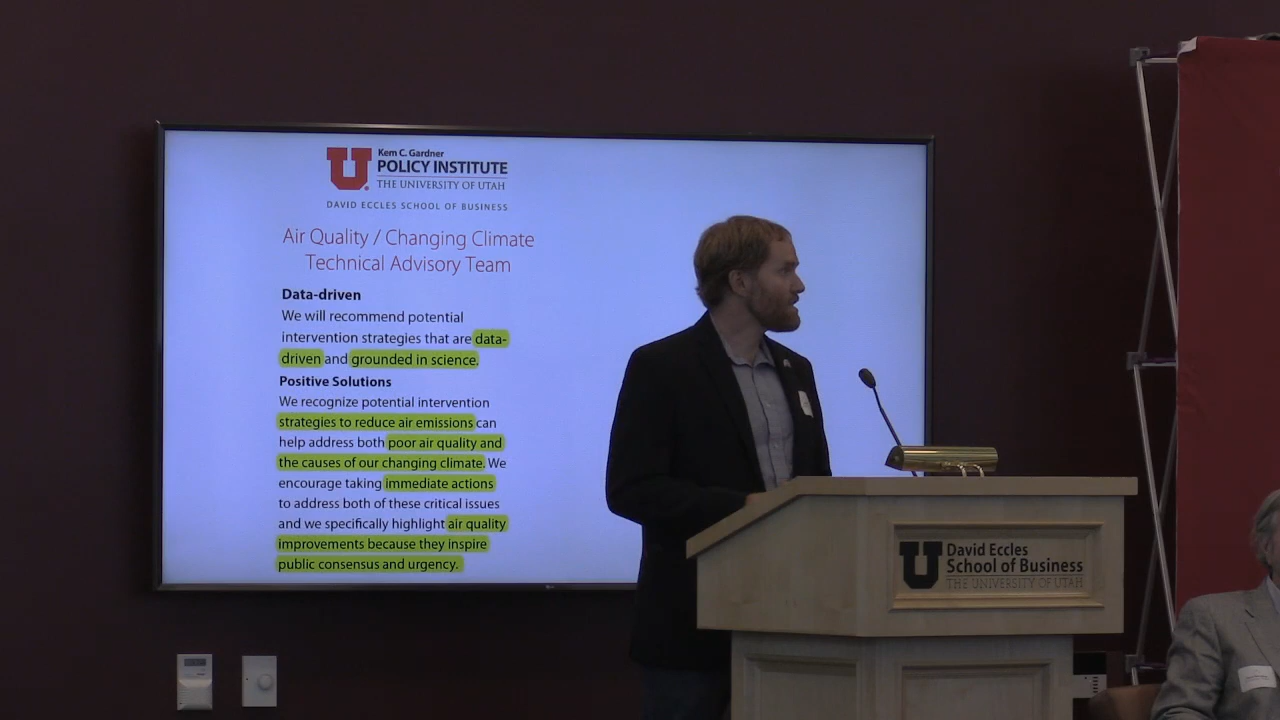 Kem C. Gardner
POLICY INSTITUTE
THE UNIVERSITY OF UTAH
DAVID ECCLES SCHOOL OF BUSINESS
Air Quality / Changing Climate
Technical Advisory Team
Data-driven
We will recommend potential
intervention strategies that are data-
driven and grounded in science.
Positive Solutions
We recognize potential intervention
strategies to reduce air emissions can
help address both poor air quality and
the causes of our changing climate. We
encourage taking immediate actions
to address both of these critical issues
and we specifically highlight air quality
improvements because they inspire
public consensus and urgency.
U David Eccles
School of Business
THE UNIVERSITY OF UTAH